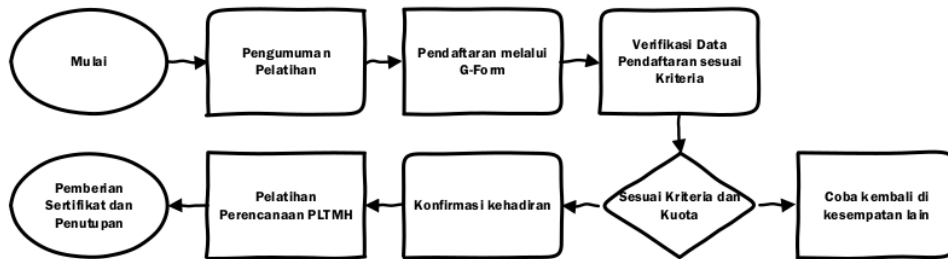 Mulai
Pengumuman
Pelatihan
Pendaftaran melalui
G-Form
Verifikasi Data
Pendaftaran sesuai
Kriteria
Pemberian
Sertifikat dan
Penutupan
Pelatihan
Perencanaan PLTMH
Konfirmasi kehadiran
Sesuai Kriteria dan
Kuota
Coba kembali di
kesempatan lain